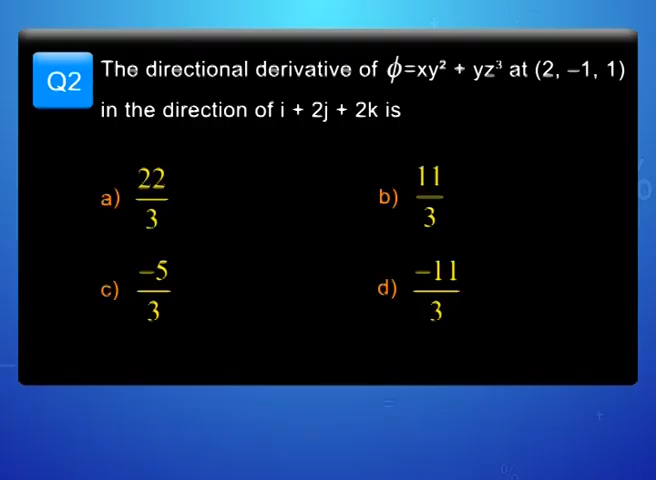 Q2
The directional derivative of ϕ=xy² + yz³ at (2, –1, 1)
in the direction of i + 2j + 2k is
a) 22/3
b) 11/3
c) –5/3
d) –11/3